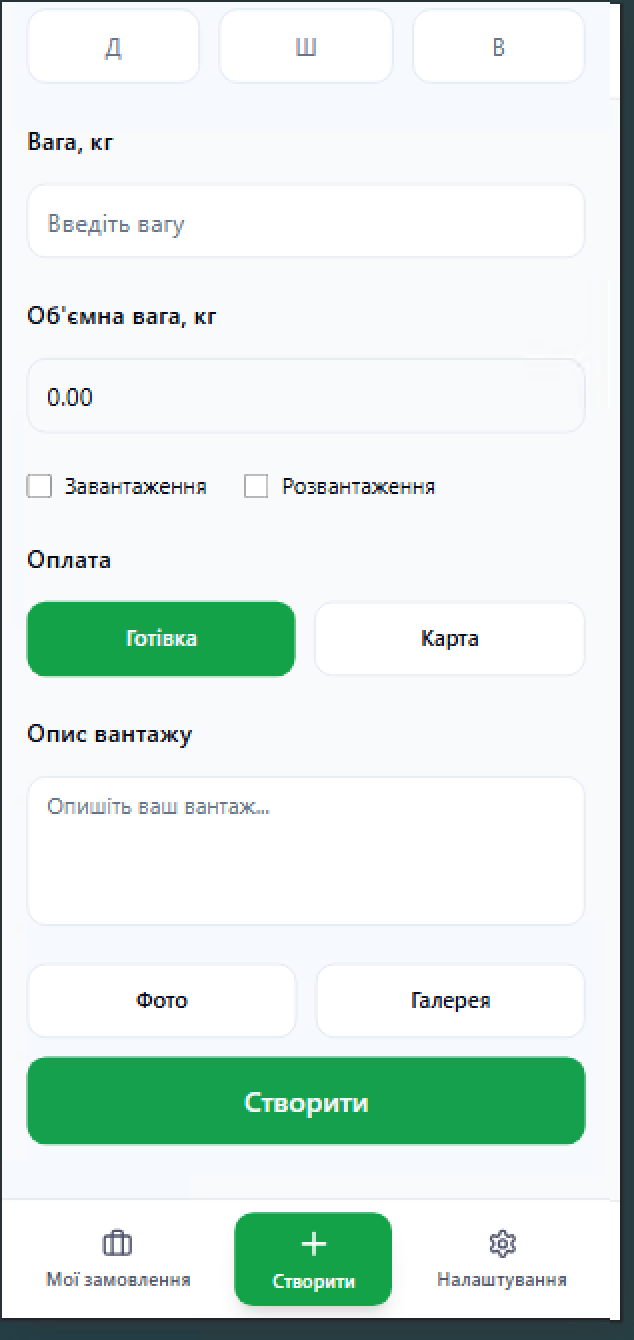 Д Ш В
Вага, кг
Введіть вагу
Об'ємна вага, кг
0.00
Завантаження Розвантаження
Оплата
Готівка Карта
Опис вантажу
Опишіть ваш вантаж...
Фото Галерея
Створити
Мої замовлення Створити Налаштування